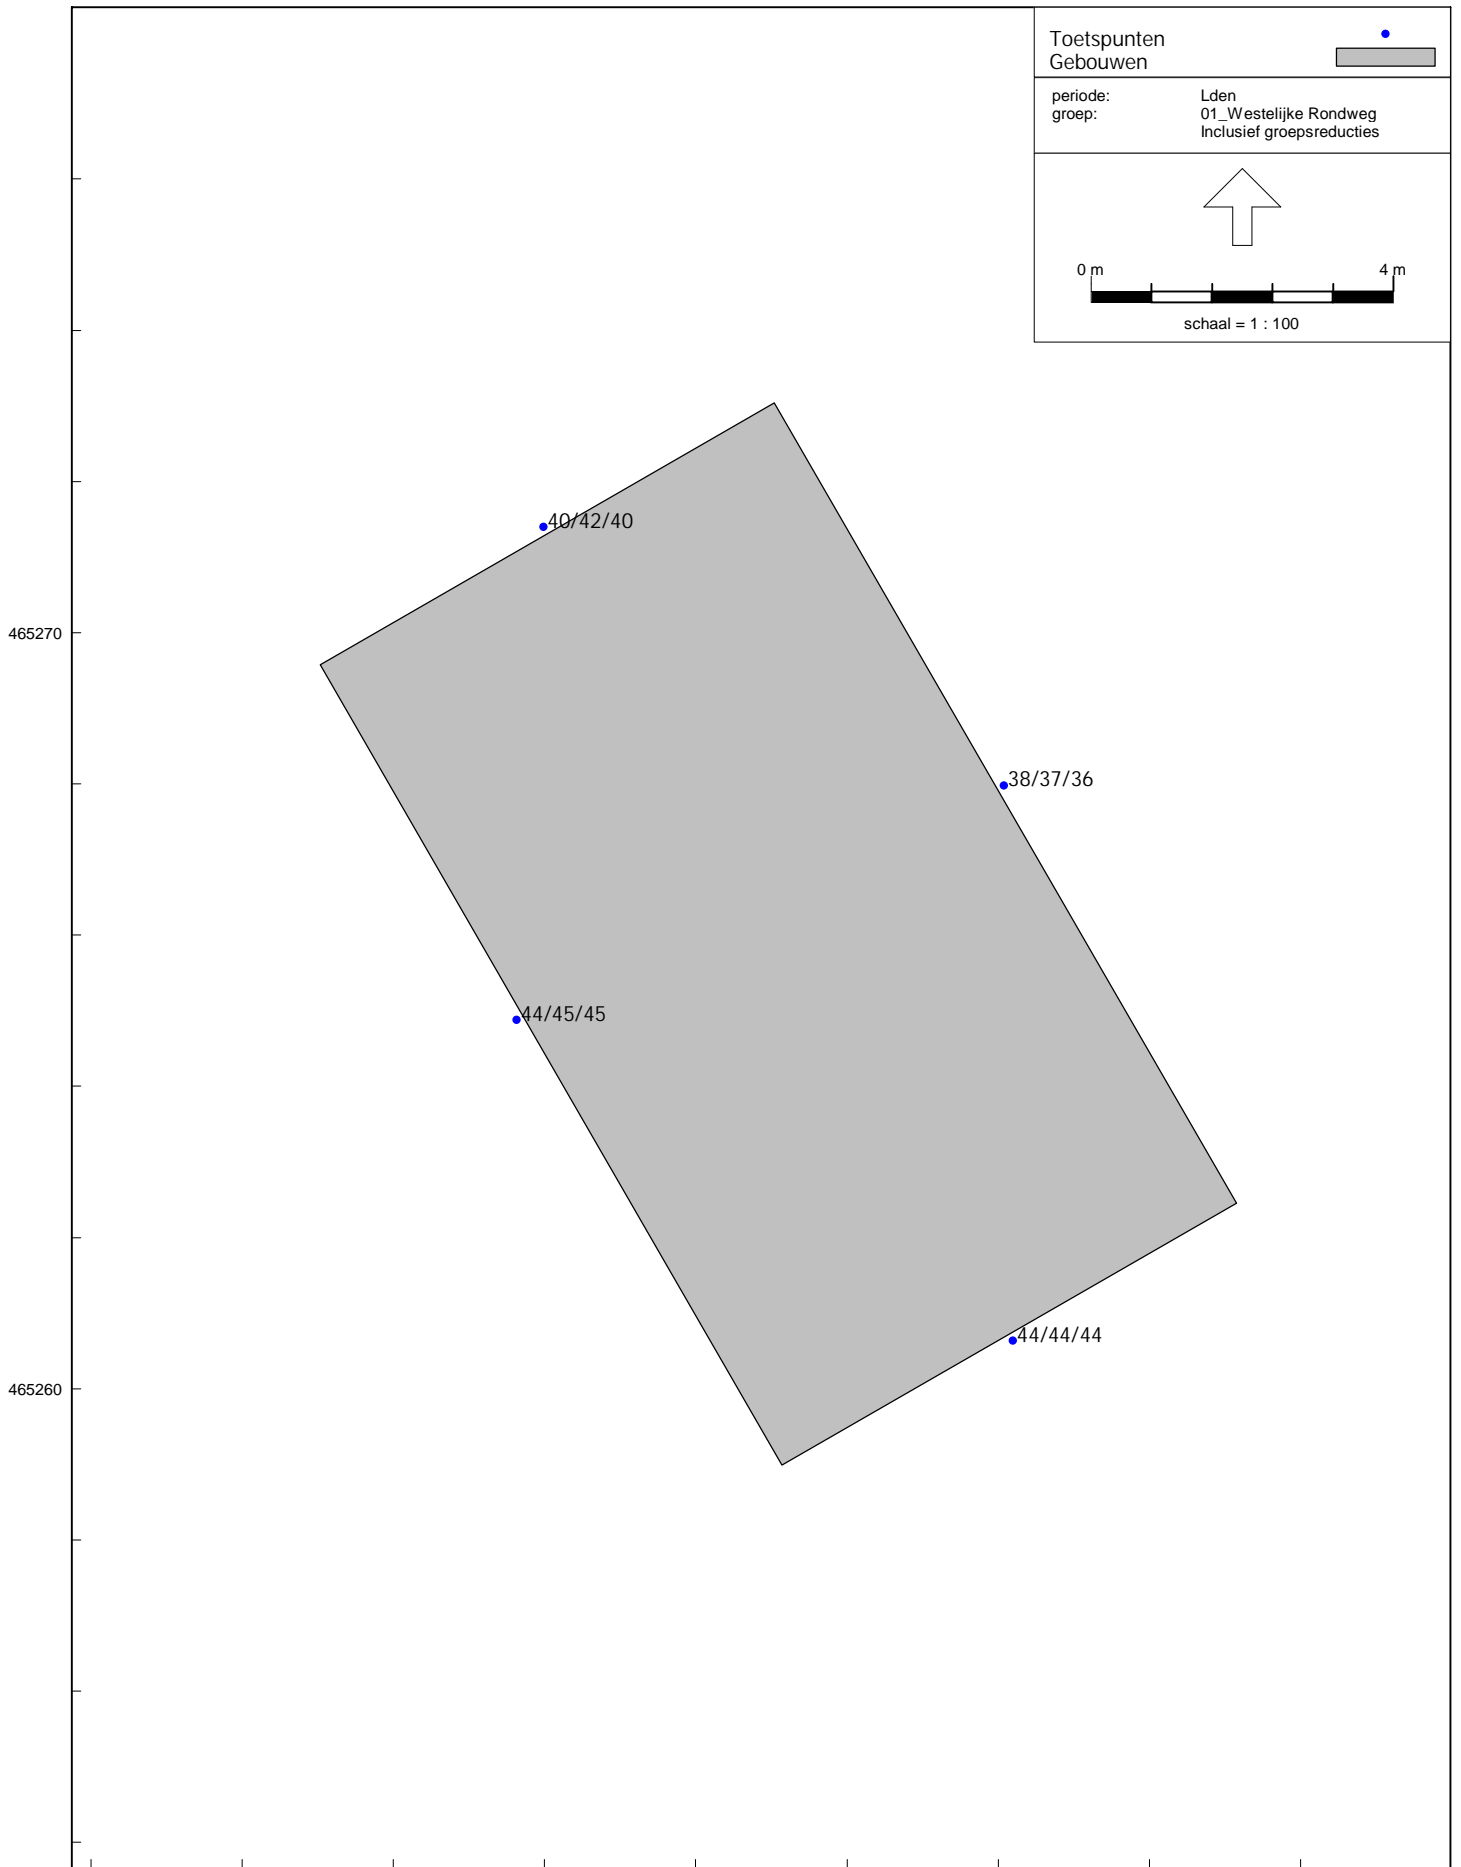 Toetspunten
Gebouwen
periode: Lden
groep: 01_Westelijke Rondweg
Inclusief groepsreducties
0 m 4 m
schaal = 1 : 100
40/42/40
465270
38/37/36
44/45/45
44/44/44
465260